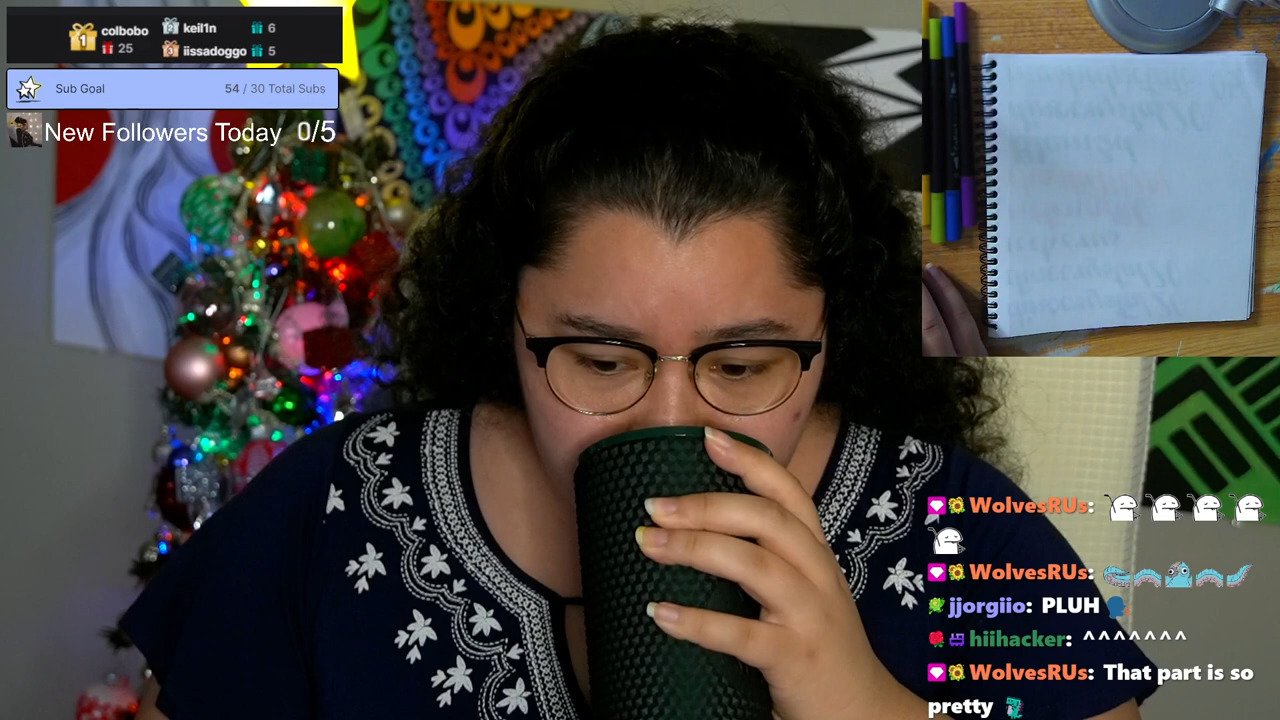 colbobo
25
keil1n 6
iissadoggo 5
Sub Goal 54 / 30 Total Subs
New Followers Today 0/5
WolvesRUs:
WolvesRUs:
jjorgiio: PLUH
hiihacker: ^^^^^^^
WolvesRUs: That part is so
pretty